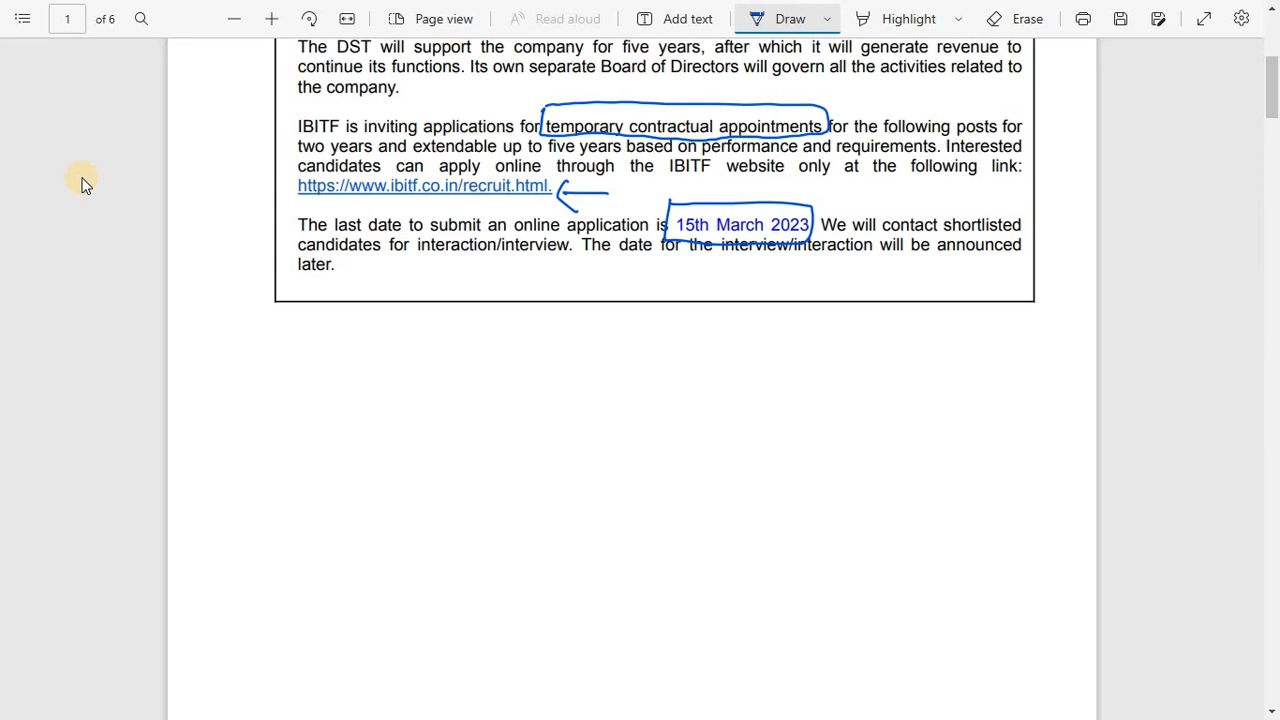 1 of 6 Page view Read aloud Add text Draw Highlight Erase
The DST will support the company for five years, after which it will generate revenue to
continue its functions. Its own separate Board of Directors will govern all the activities related to
the company.
IBITF is inviting applications for temporary contractual appointments for the following posts for
two years and extendable up to five years based on performance and requirements. Interested
candidates can apply online through the IBITF website only at the following link:
https://www.ibitf.co.in/recruit.html.
The last date to submit an online application is 15th March 2023 We will contact shortlisted
candidates for interaction/interview. The date for the interview/interaction will be announced
later.